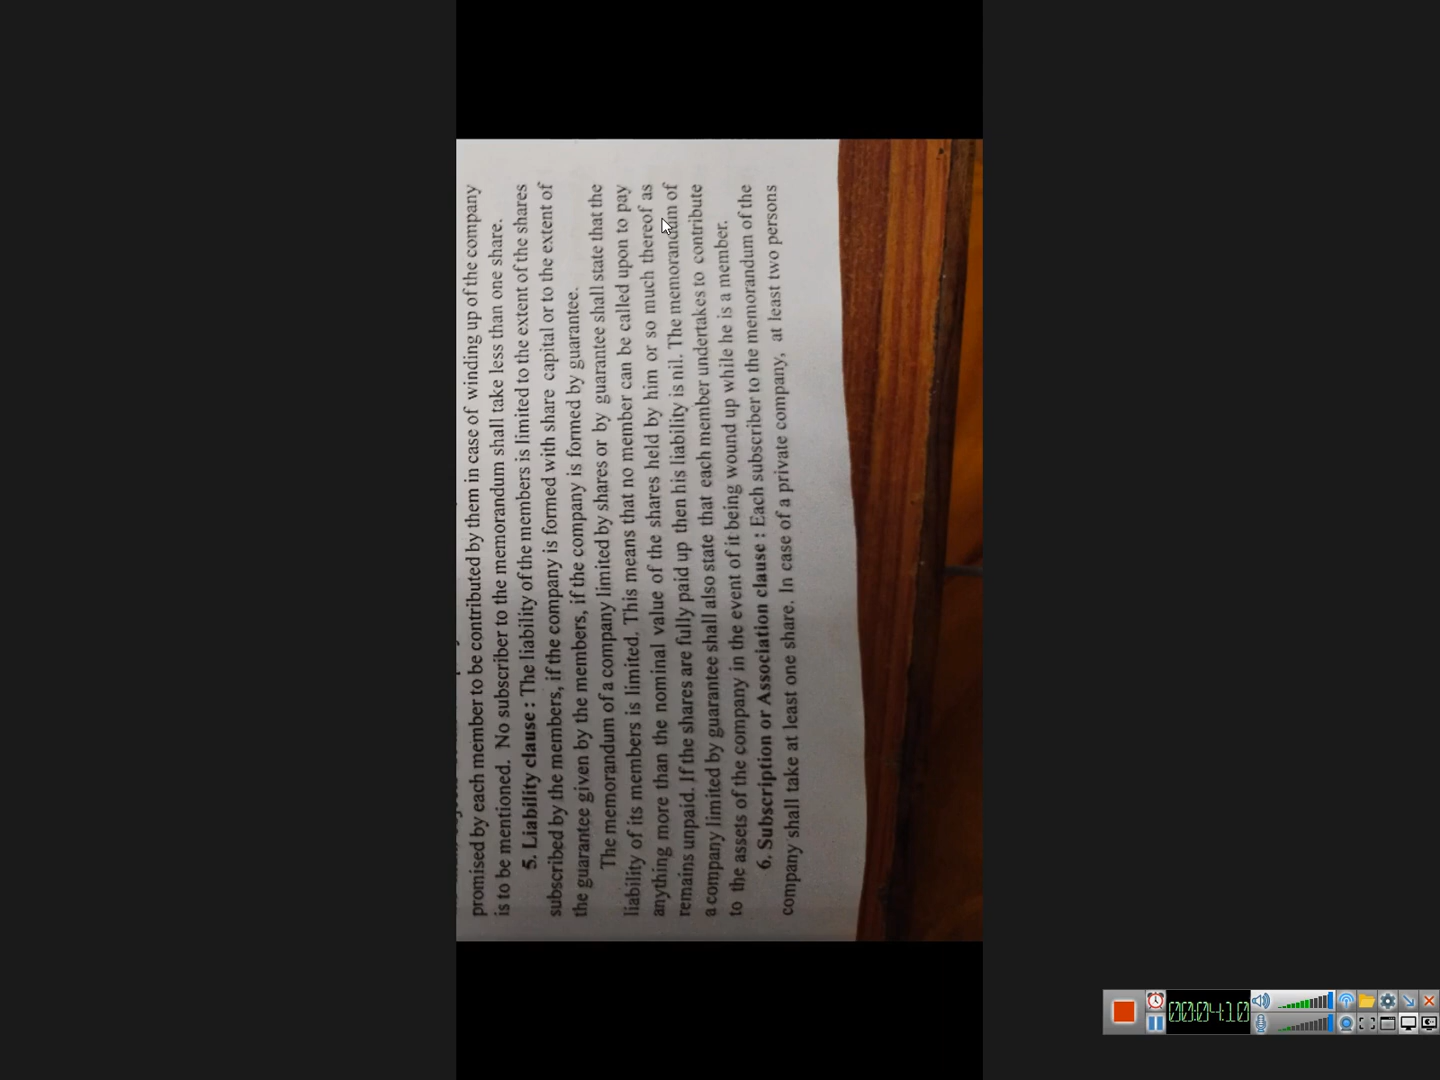 promised by each member to be contributed by them in case of winding up of the company
is to be mentioned. No subscriber to the memorandum shall take less than one share.
5. Liability clause : The liability of the members is limited to the extent of the shares
subscribed by the members, if the company is formed with share capital or to the extent of
the guarantee given by the members, if the company is formed by guarantee.
The memorandum of a company limited by shares or by guarantee shall state that the
liability of its members is limited. This means that no member can be called upon to pay
anything more than the nominal value of the shares held by him or so much thereof as
remains unpaid. If the shares are fully paid up then his liability is nil. The memorandum of
a company limited by guarantee shall also state that each member undertakes to contribute
to the assets of the company in the event of it being wound up while he is a member.
6. Subscription or Association clause : Each subscriber to the memorandum of the
company shall take at least one share. In case of a private company, at least two persons
00:04:10